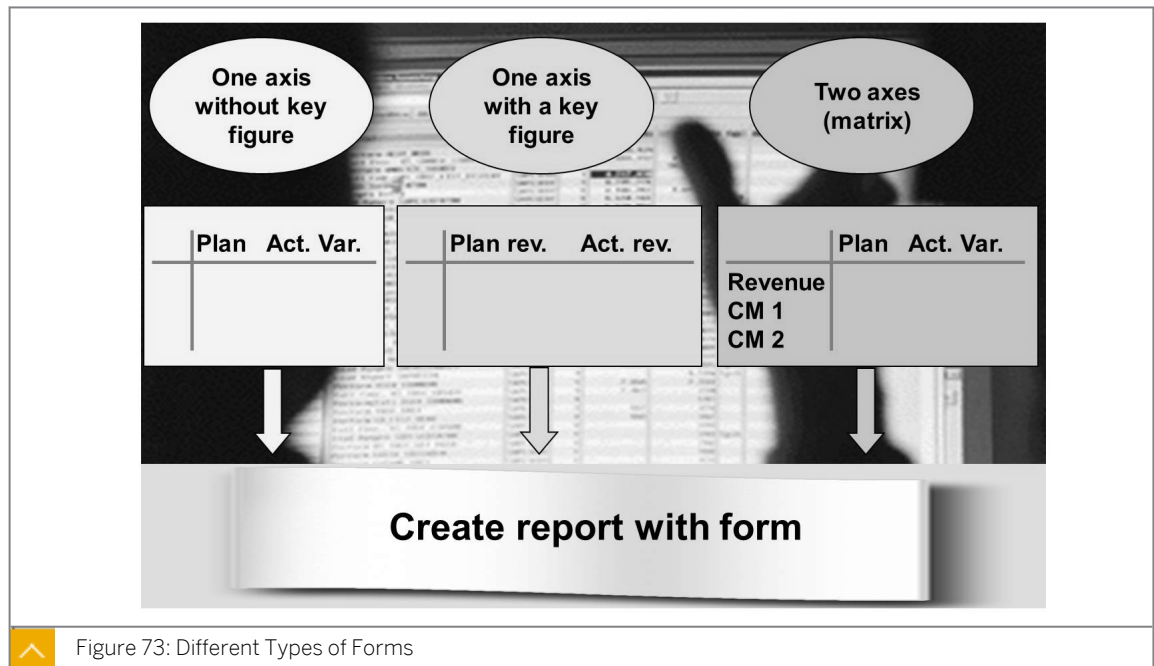 One axis
without key
figure
One axis
with a key
figure
Two axes
(matrix)
Plan Act. Var.
Plan rev. Act. rev.
Plan Act. Var.
Revenue
CM 1
CM 2
Create report with form
Figure 73: Different Types of Forms